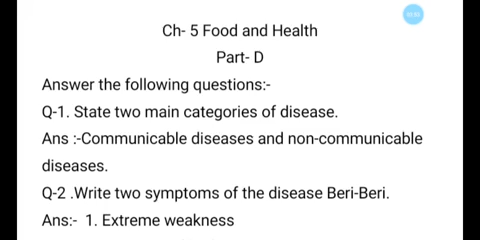 Ch- 5 Food and Health
Part- D
Answer the following questions:-
Q-1. State two main categories of disease.
Ans :-Communicable diseases and non-communicable
diseases.
Q-2 .Write two symptoms of the disease Beri-Beri.
Ans:-  1. Extreme weakness